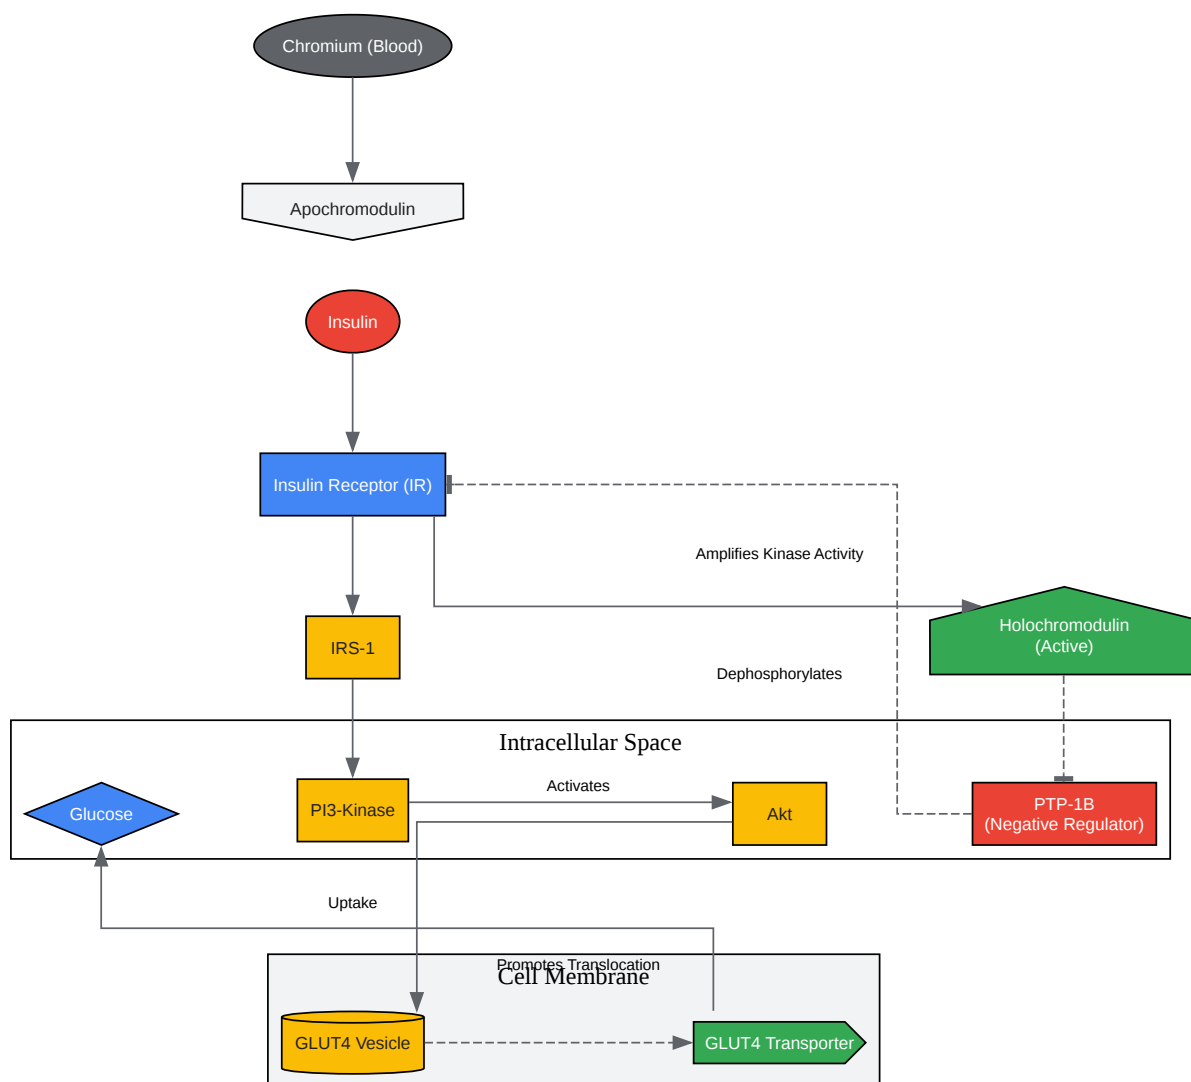 Chromium (Blood)
Apochromodulin
Insulin
Insulin Receptor (IR)
Amplifies Kinase Activity
Holochromodulin
(Active)
IRS-1
Dephosphorylates
Intracellular Space
Activates
Glucose
PI3-Kinase
Akt
PTP-1B
(Negative Regulator)
Uptake
Promotes Translocation
Cell Membrane
GLUT4 Vesicle
GLUT4 Transporter